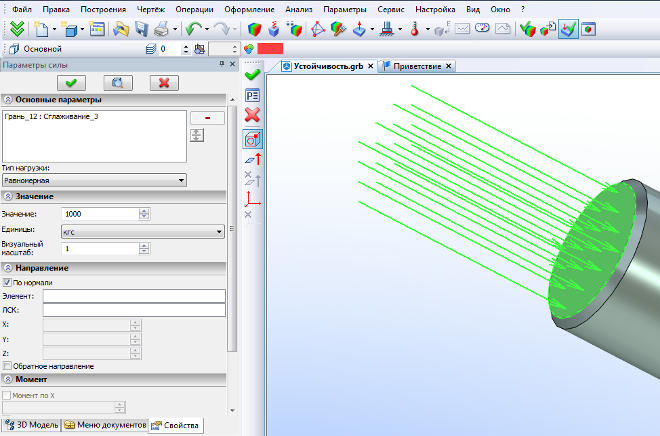 Файл Правка Построения Чертёж Операции Оформление Анализ Параметры Сервис Настройка Вид Окно ?
Основной 0
Параметры силы
Устойчивость.grb Приветствие
Основные параметры
Грань_12 : Сглаживание_3
Тип нагрузки:
Равномерная
Значение
Значение: 1000
Единицы: кгс
Визуальный масштаб: 1
Направление
По нормали
Элемент:
ЛСК:
X:
Y:
Z:
Обратное направление
Момент
Момент по X
3D Модель Меню документов Свойства